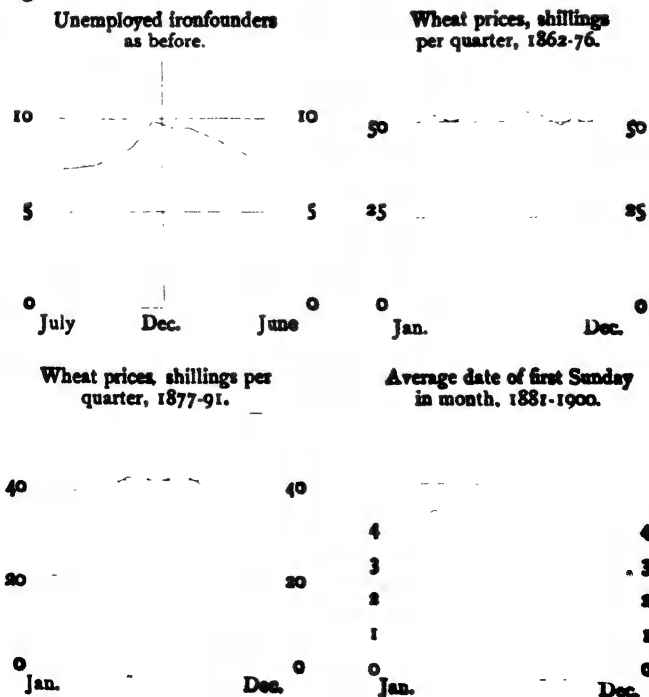 Unemployed ironfounders
as before.
10 10
5 5
0 0
July Dec. June
Wheat prices, shillings
per quarter, 1862-76.
50 50
25 25
0 0
Jan. Dec.
Wheat prices, shillings per
quarter, 1877-91.
40 40
20 20
0 0
Jan. Dec.
Average date of first Sunday
in month, 1881-1900.
4 4
3 3
2 2
1 1
0 0
Jan. Dec.